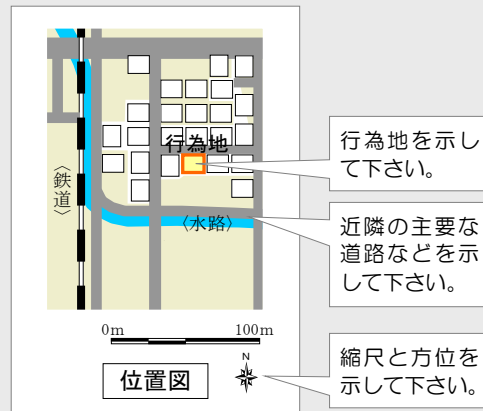 行為地
〈鉄道〉
〈水路〉
0m
100m
位置図
N
行為地を示し
て下さい。
近隣の主要な
道路などを示
して下さい。
縮尺と方位を
示して下さい。